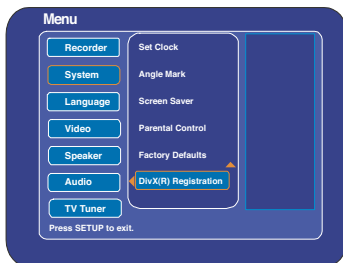 Menu
Recorder
System
Language
Video
Speaker
Audio
TV Tuner
Set Clock
Angle Mark
Screen Saver
Parental Control
Factory Defaults
DivX(R) Registration
Press SETUP to exit.